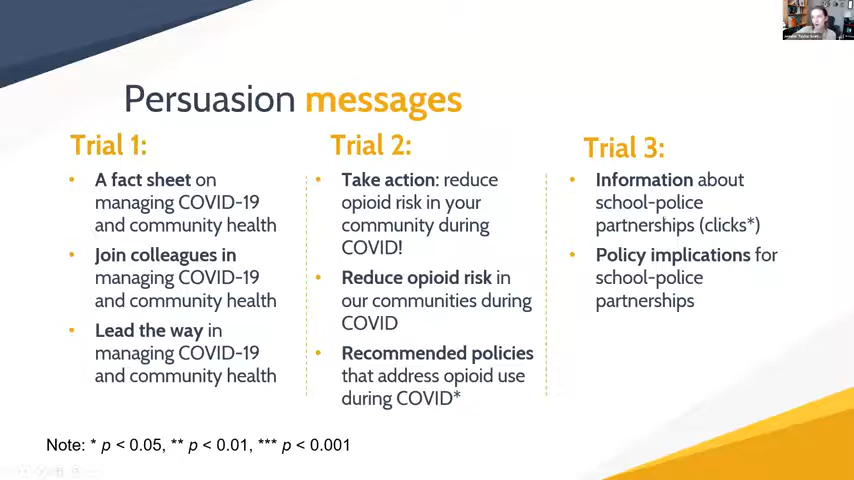 Persuasion messages
Trial 1:
• A fact sheet on
managing COVID-19
and community health
• Join colleagues in
managing COVID-19
and community health
• Lead the way in
managing COVID-19
and community health
Trial 2:
• Take action: reduce
opioid risk in your
community during
COVID!
• Reduce opioid risk in
our communities during
COVID
• Recommended policies
that address opioid use
during COVID*
Trial 3:
• Information about
school-police
partnerships (clicks*)
• Policy implications for
school-police
partnerships
Note: * p < 0.05, ** p < 0.01, *** p < 0.001